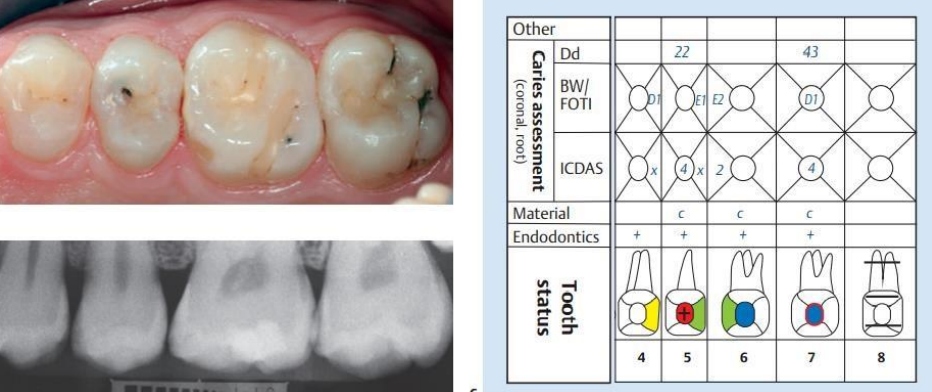 Other
Caries assessment
(coronal, root)
Dd 22 43
BW/
FOTI
D1 E1 E2 D1
ICDAS x 4 x 2 4
Material c c c
Endodontics + + + +
Tooth
status
+
4 5 6 7 8